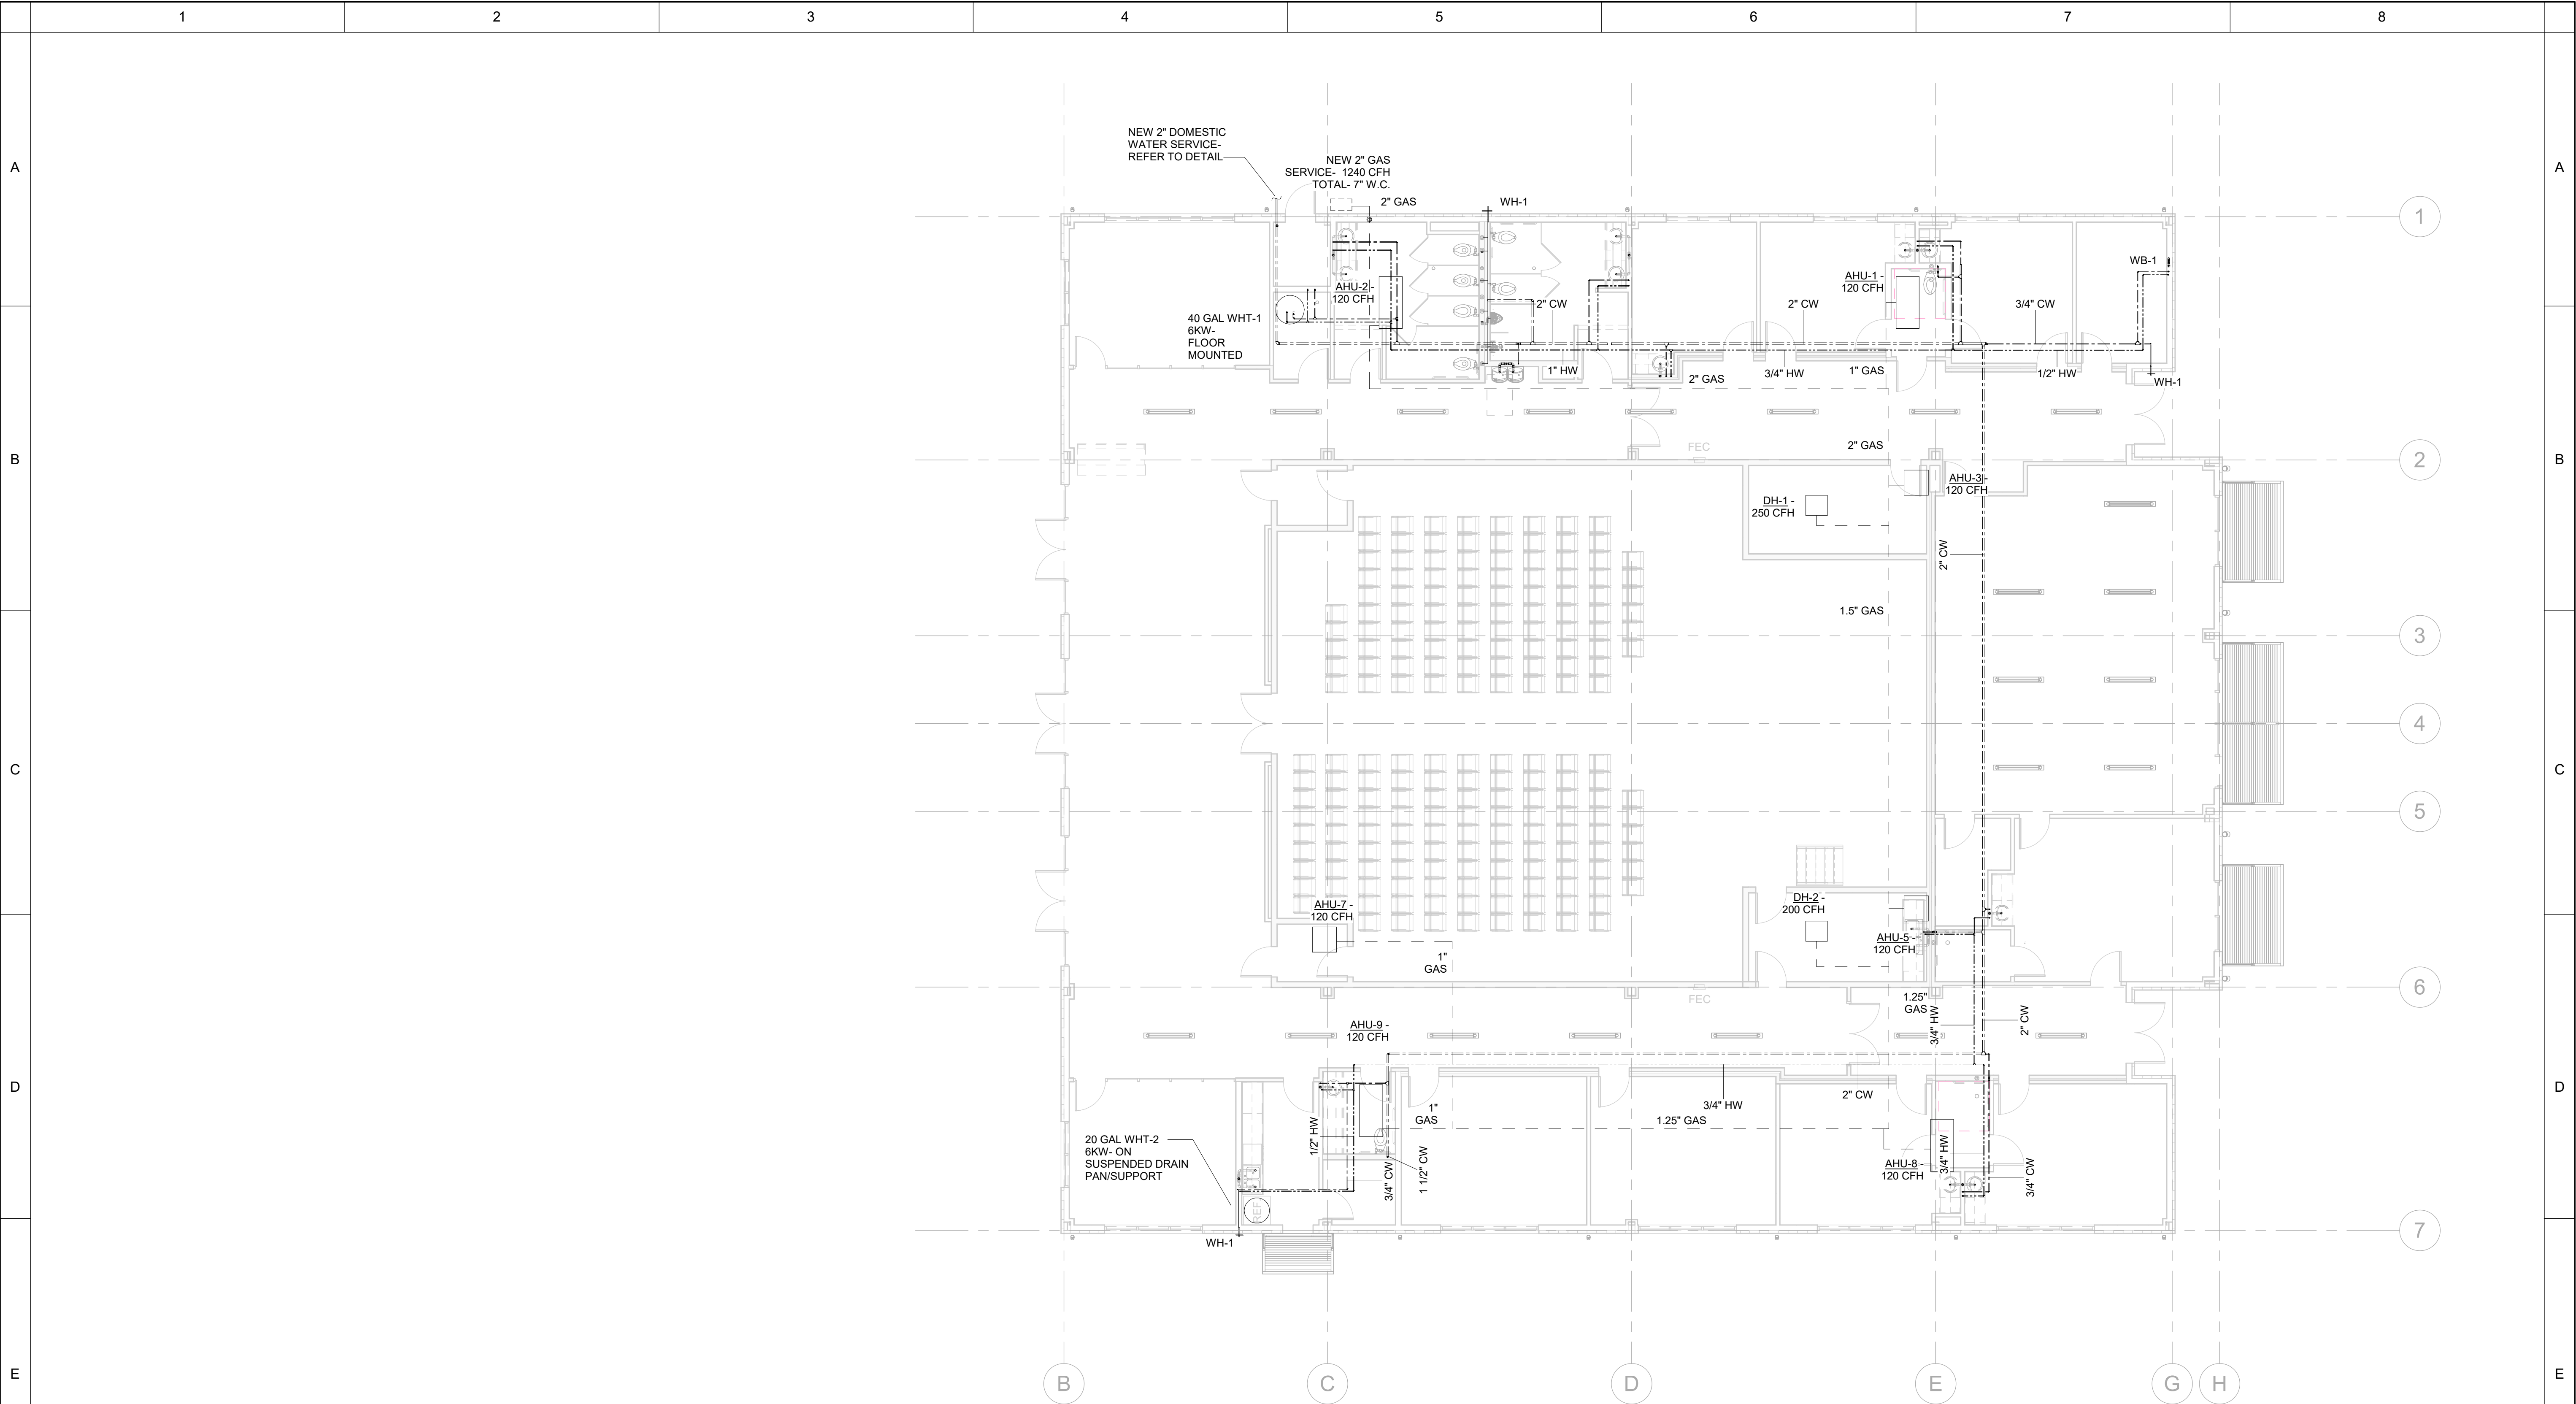 1 2 3 4 5 6 7 8
NEW 2" DOMESTIC
WATER SERVICE-
REFER TO DETAIL
NEW 2" GAS
SERVICE- 1240 CFH
TOTAL- 7" W.C.
A
A
2" GAS
WH-1
1
WB-1
AHU-1 -
120 CFH
AHU-2 -
120 CFH
40 GAL WHT-1
6KW-
FLOOR
MOUNTED
2" CW
2" CW
3/4" CW
1" HW
2" GAS
3/4" HW
1" GAS
1/2" HW
WH-1
FEC
2" GAS
B
2
B
AHU-3 -
120 CFH
DH-1 -
250 CFH
2" CW
1.5" GAS
3
4
C
C
5
AHU-7 -
120 CFH
DH-2 -
200 CFH
AHU-5 -
120 CFH
1"
GAS
6
FEC
1.25"
GAS
3/4" HW
2" CW
AHU-9 -
120 CFH
D
D
2" CW
3/4" HW
1"
GAS
1.25" GAS
1/2" HW
20 GAL WHT-2
6KW- ON
SUSPENDED DRAIN
PAN/SUPPORT
3/4" CW
1 1/2" CW
AHU-8 -
120 CFH
3/4" HW
3/4" CW
REF
WH-1
7
E
E
B C D E G H